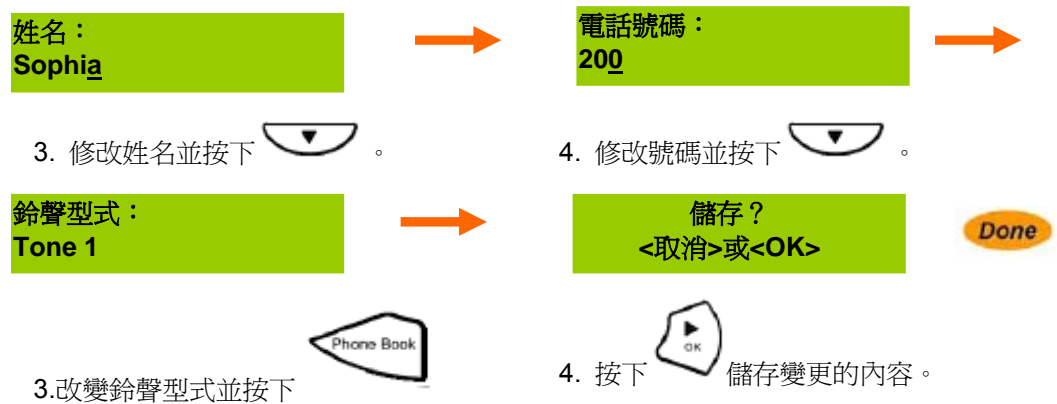 姓名：
Sophia
電話號碼：
200
3. 修改姓名並按下 。
4. 修改號碼並按下 。
鈴聲型式：
Tone 1
儲存？
<取消>或<OK>
Done
Phone Book
3.改變鈴聲型式並按下
OK
4. 按下 儲存變更的內容。